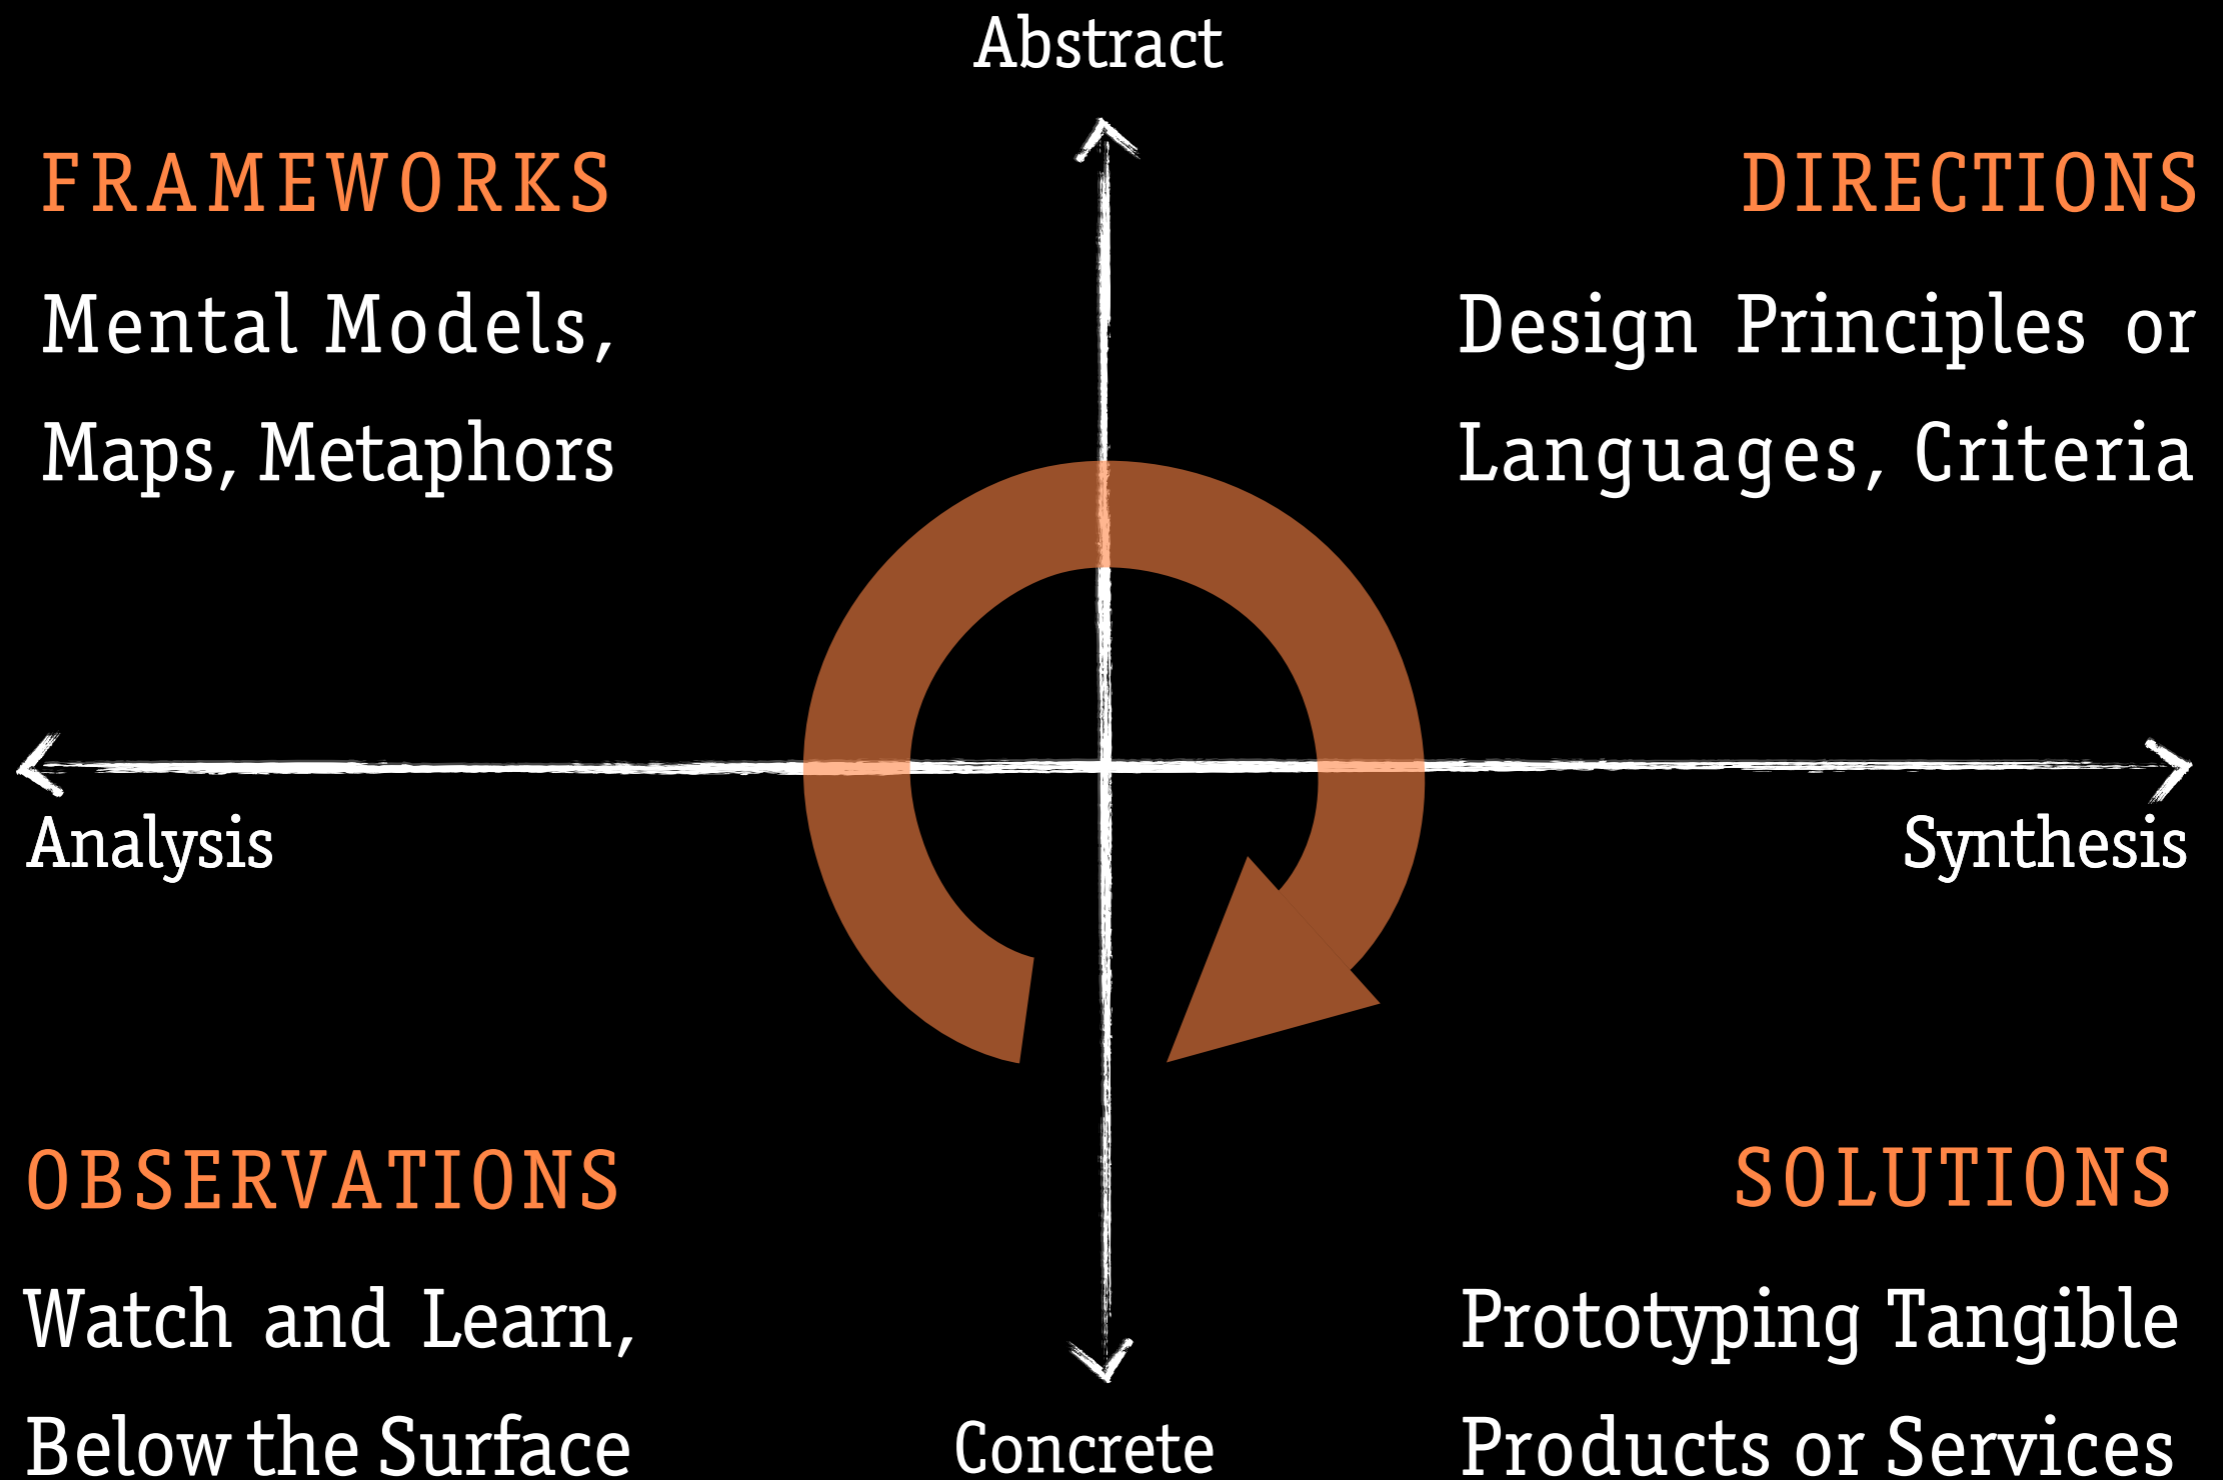 Abstract
FRAMEWORKS
Mental Models,
Maps, Metaphors
DIRECTIONS
Design Principles or
Languages, Criteria
Analysis
Synthesis
OBSERVATIONS
Watch and Learn,
Below the Surface
SOLUTIONS
Prototyping Tangible
Products or Services
Concrete